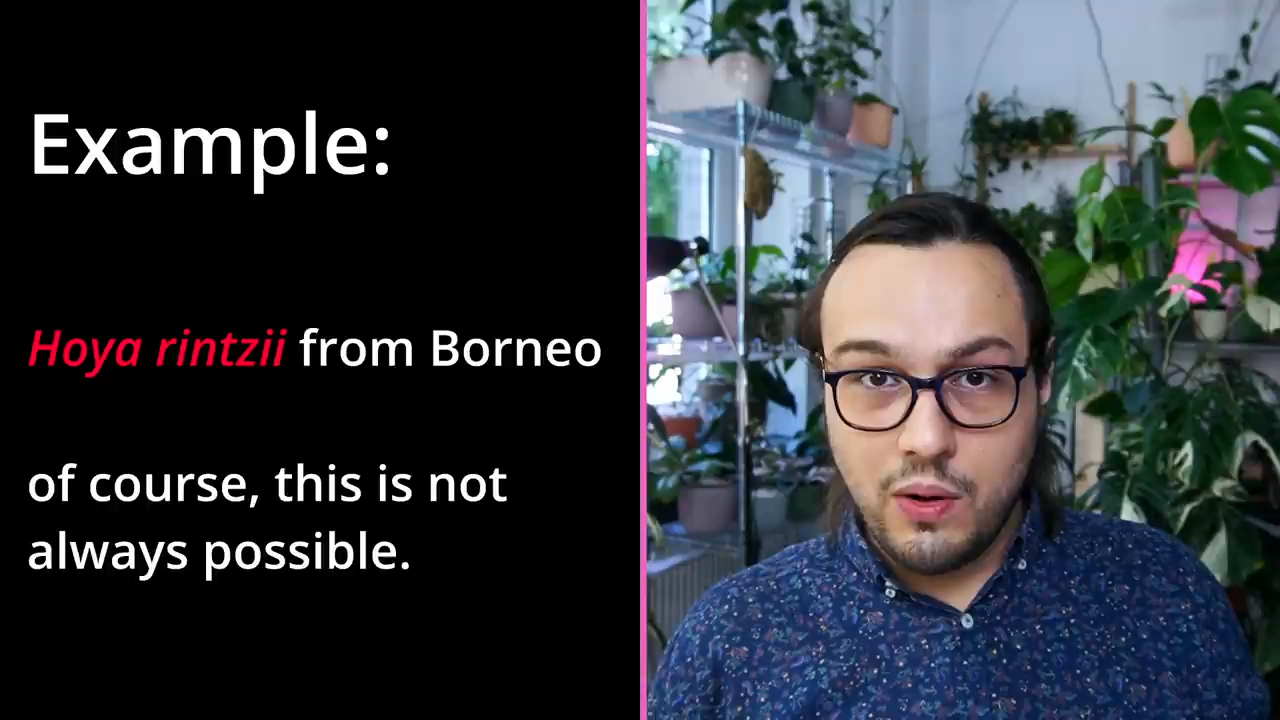 Example:
Hoya rintzii from Borneo
of course, this is not
always possible.